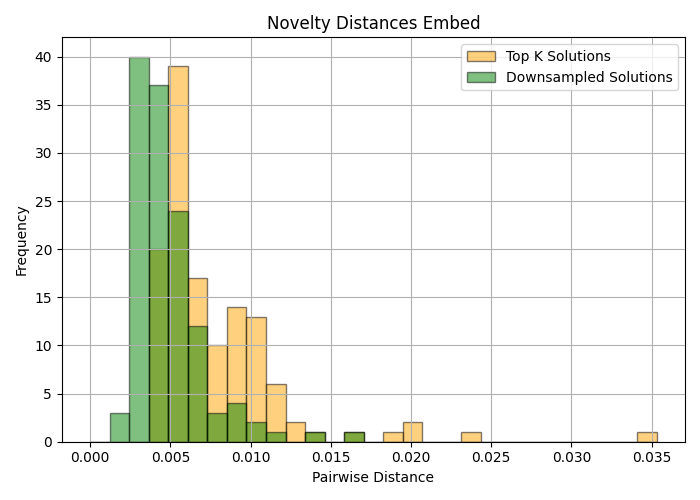 Novelty Distances Embed
Top K Solutions
Downsampled Solutions
Frequency
40
35
30
25
20
15
10
5
0
0.000 0.005 0.010 0.015 0.020 0.025 0.030 0.035
Pairwise Distance